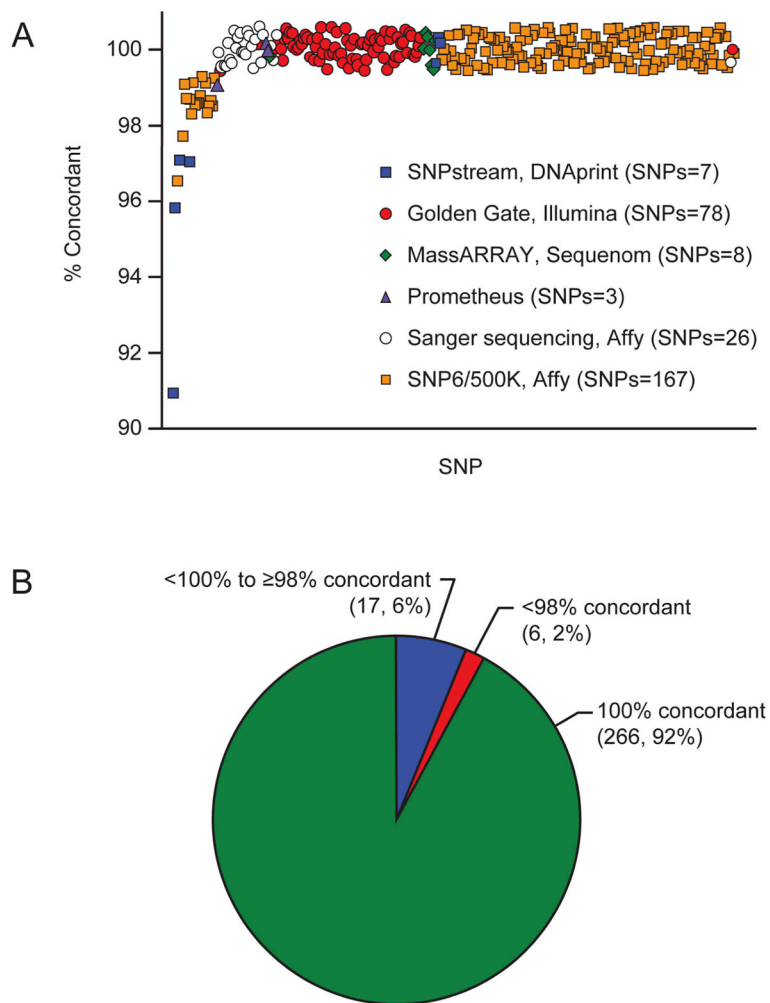 A
% Concordant
100
98
96
94
92
90
SNPstream, DNAprint (SNPs=7)
Golden Gate, Illumina (SNPs=78)
MassARRAY, Sequenom (SNPs=8)
Prometheus (SNPs=3)
Sanger sequencing, Affy (SNPs=26)
SNP6/500K, Affy (SNPs=167)
SNP
B
<100% to ≥98% concordant
(17, 6%)
<98% concordant
(6, 2%)
100% concordant
(266, 92%)